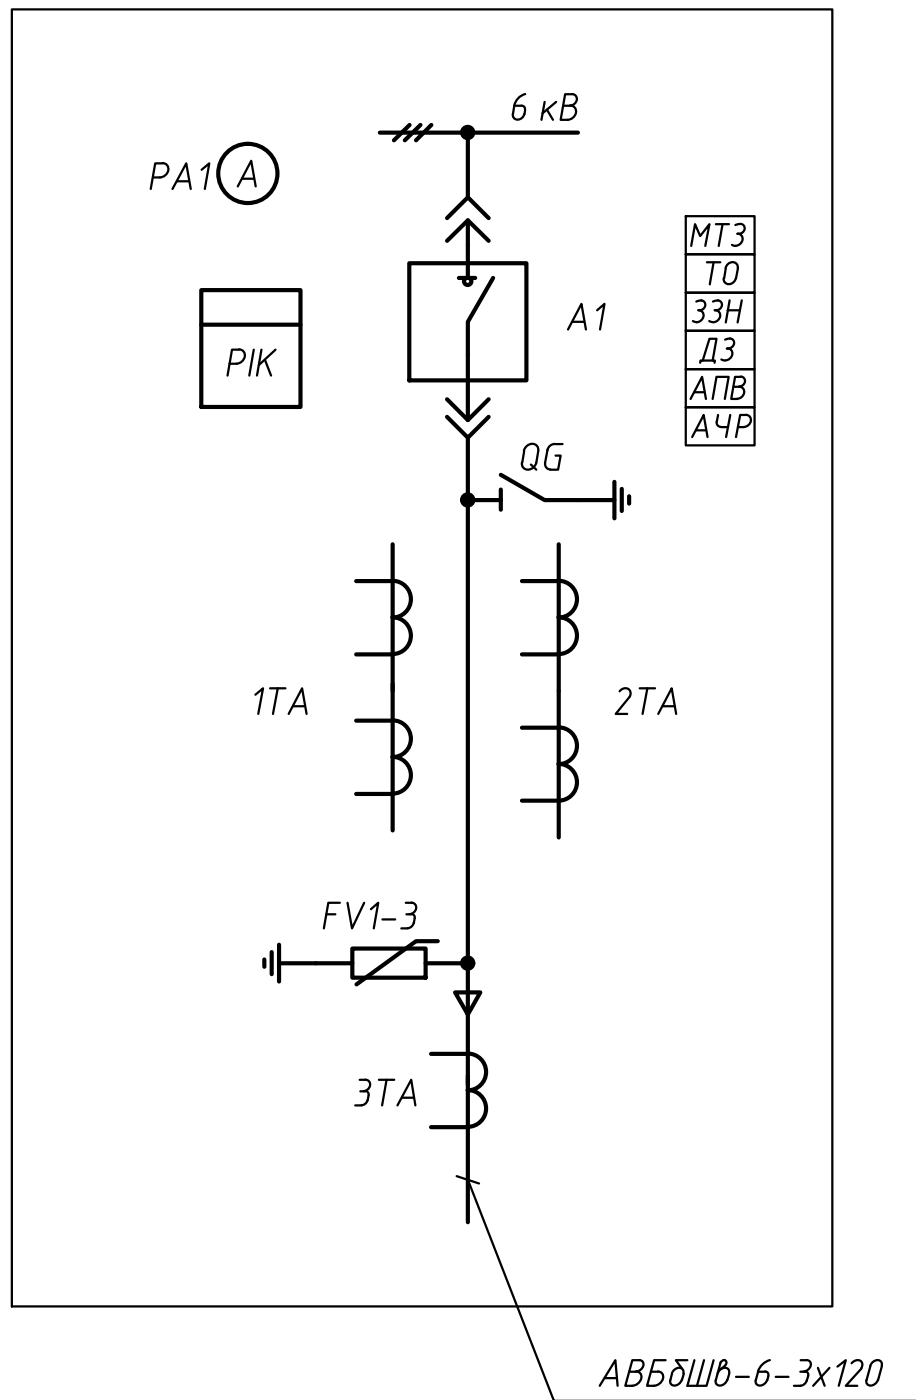 6 кВ
PA1 A
МТЗ
ТО
ЗЗН
ДЗ
АПВ
АЧР
A1
PIK
QG
1TA
2TA
FV1-3
3TA
АВБбШв-6-3х120